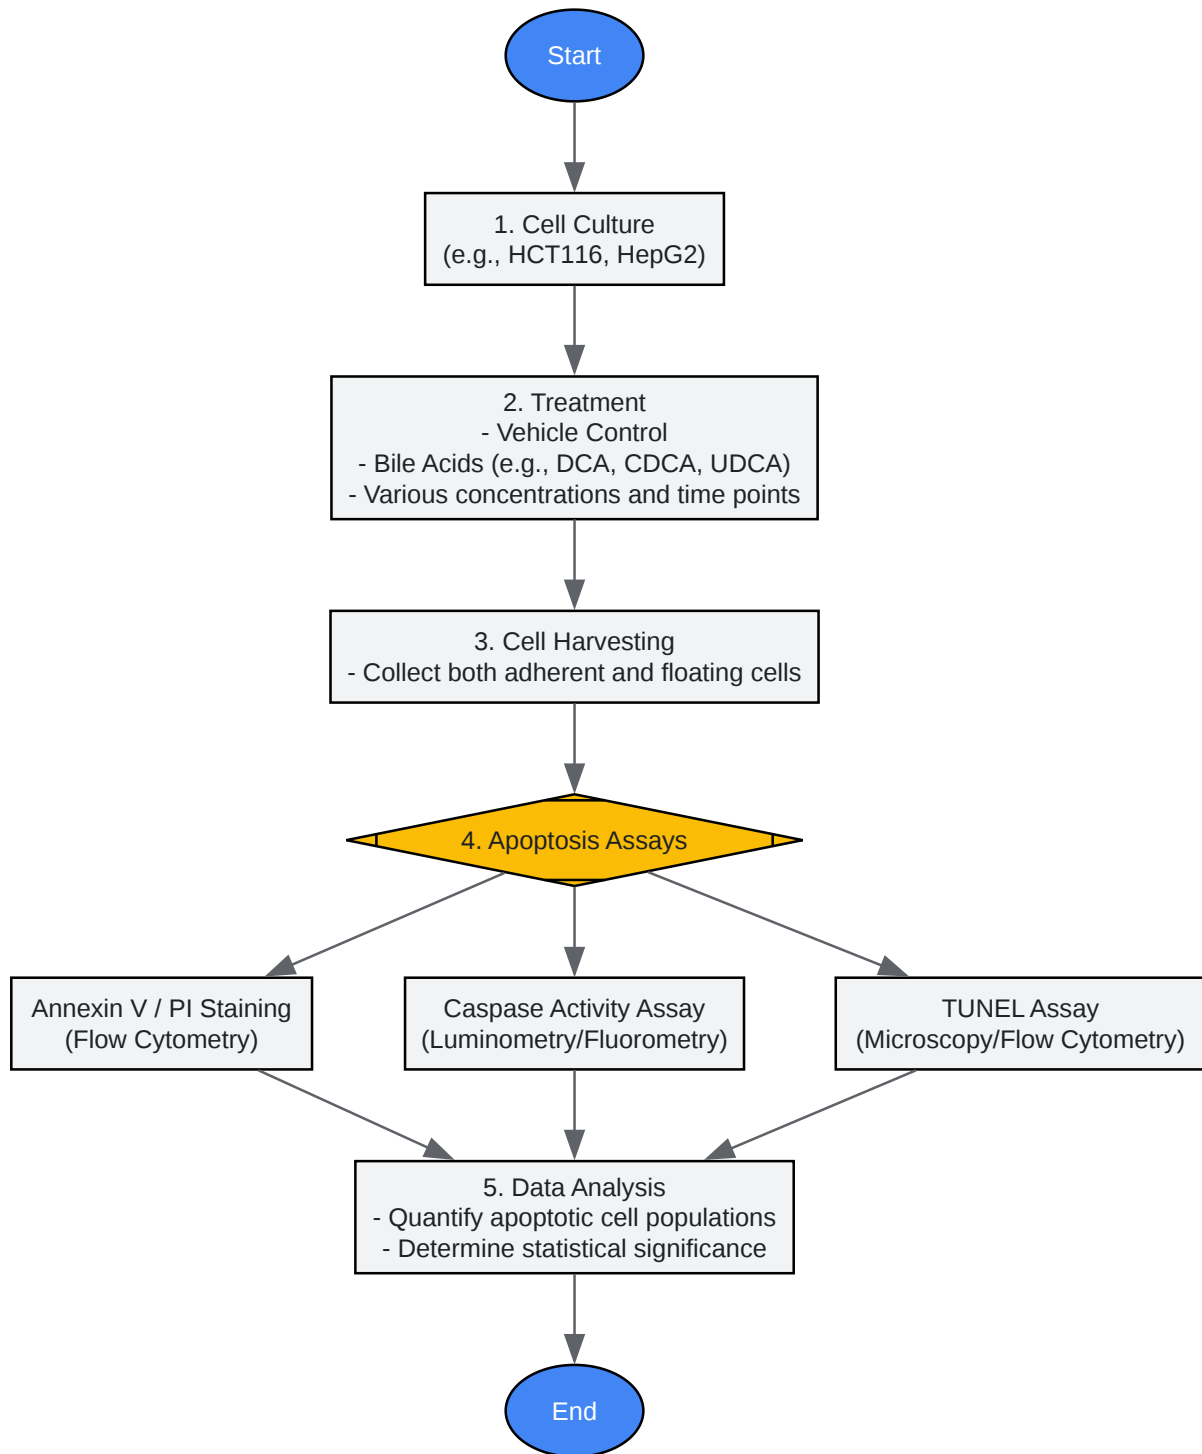 Start
1. Cell Culture
(e.g., HCT116, HepG2)
2. Treatment
- Vehicle Control
- Bile Acids (e.g., DCA, CDCA, UDCA)
- Various concentrations and time points
3. Cell Harvesting
- Collect both adherent and floating cells
4. Apoptosis Assays
Annexin V / PI Staining
(Flow Cytometry)
Caspase Activity Assay
(Luminometry/Fluorometry)
TUNEL Assay
(Microscopy/Flow Cytometry)
5. Data Analysis
- Quantify apoptotic cell populations
- Determine statistical significance
End